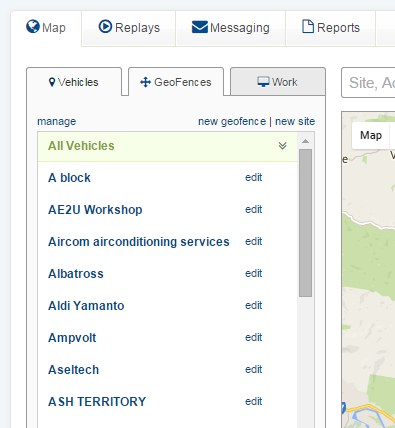 Map Replays Messaging Reports
Vehicles GeoFences Work
Site, Ad
manage new geofence | new site
Map
All Vehicles
A block edit
AE2U Workshop edit
Aircom airconditioning services edit
Albatross edit
Aldi Yamanto edit
Ampvolt edit
Aseltech edit
ASH TERRITORY edit